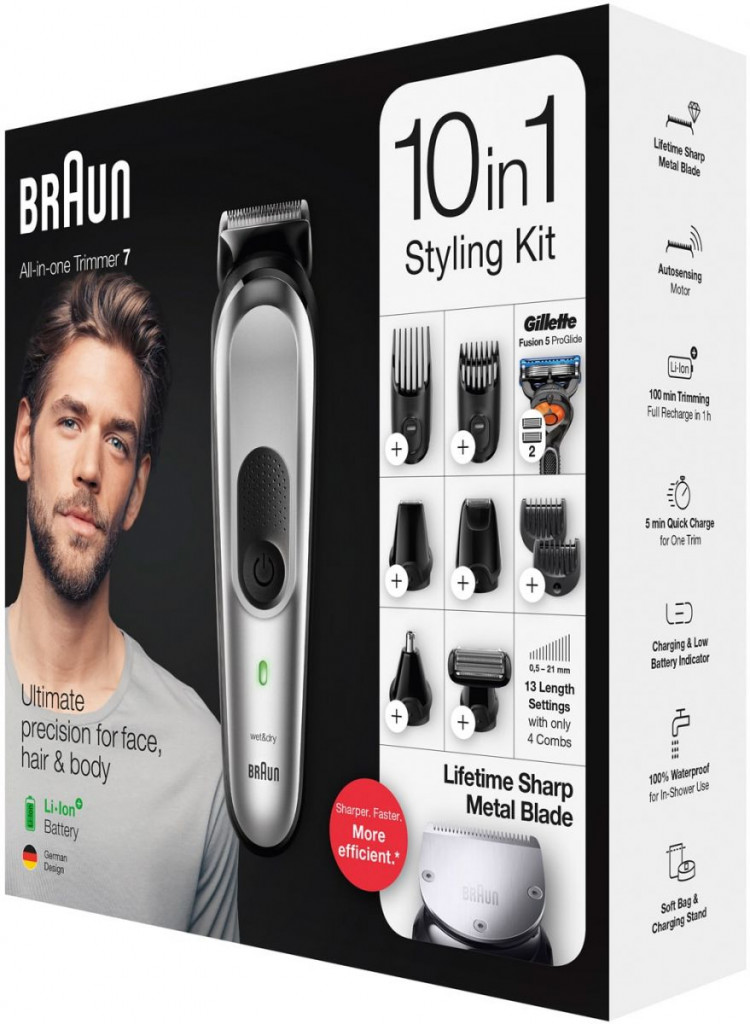 BRAUN
All-in-one Trimmer 7
Ultimate
precision for face,
hair & body
Li-Ion+
Battery
German
Design
wet&dry
BRAUN
Sharper. Faster.
More
efficient.*
10in1
Styling Kit
Gillette
Fusion 5 ProGlide
+
+
2
+
+
+
+
+
0,5 – 21 mm
13 Length
Settings
with only
4 Combs
Lifetime Sharp
Metal Blade
BRAUN
Lifetime Sharp
Metal Blade
Autosensing
Motor
Li-Ion+
100 min Trimming
Full Recharge in 1h
5 min Quick Charge
for One Trim
LED
Charging & Low
Battery Indicator
100% Waterproof
for In-Shower Use
Soft Bag &
Charging Stand